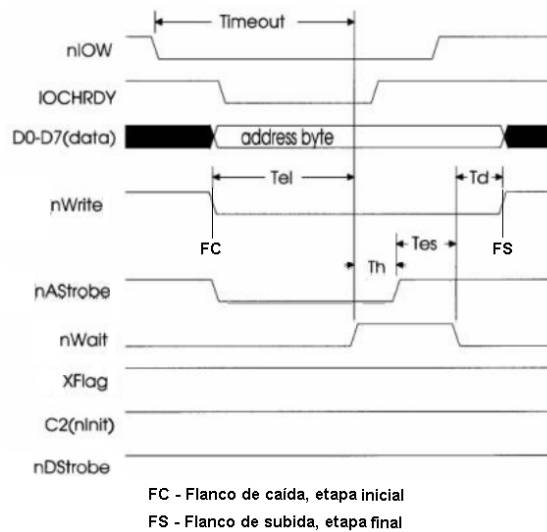 Timeout
nIOW
IOCHRDY
D0-D7(data)
address byte
Tel
Td
nWrite
FC
Tes
FS
Th
nAStrobe
nWait
XFlag
C2(nInit)
nDStrobe
FC - Flanco de caída, etapa inicial
FS - Flanco de subida, etapa final